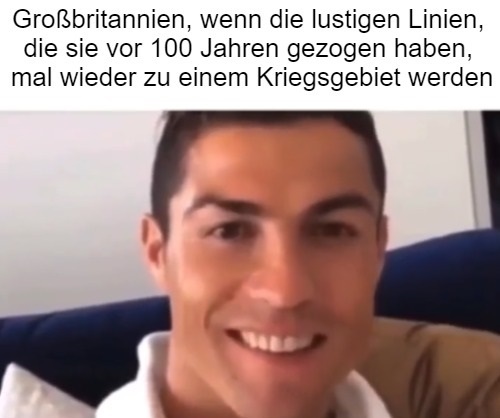 Großbritannien, wenn die lustigen Linien,
die sie vor 100 Jahren gezogen haben,
mal wieder zu einem Kriegsgebiet werden